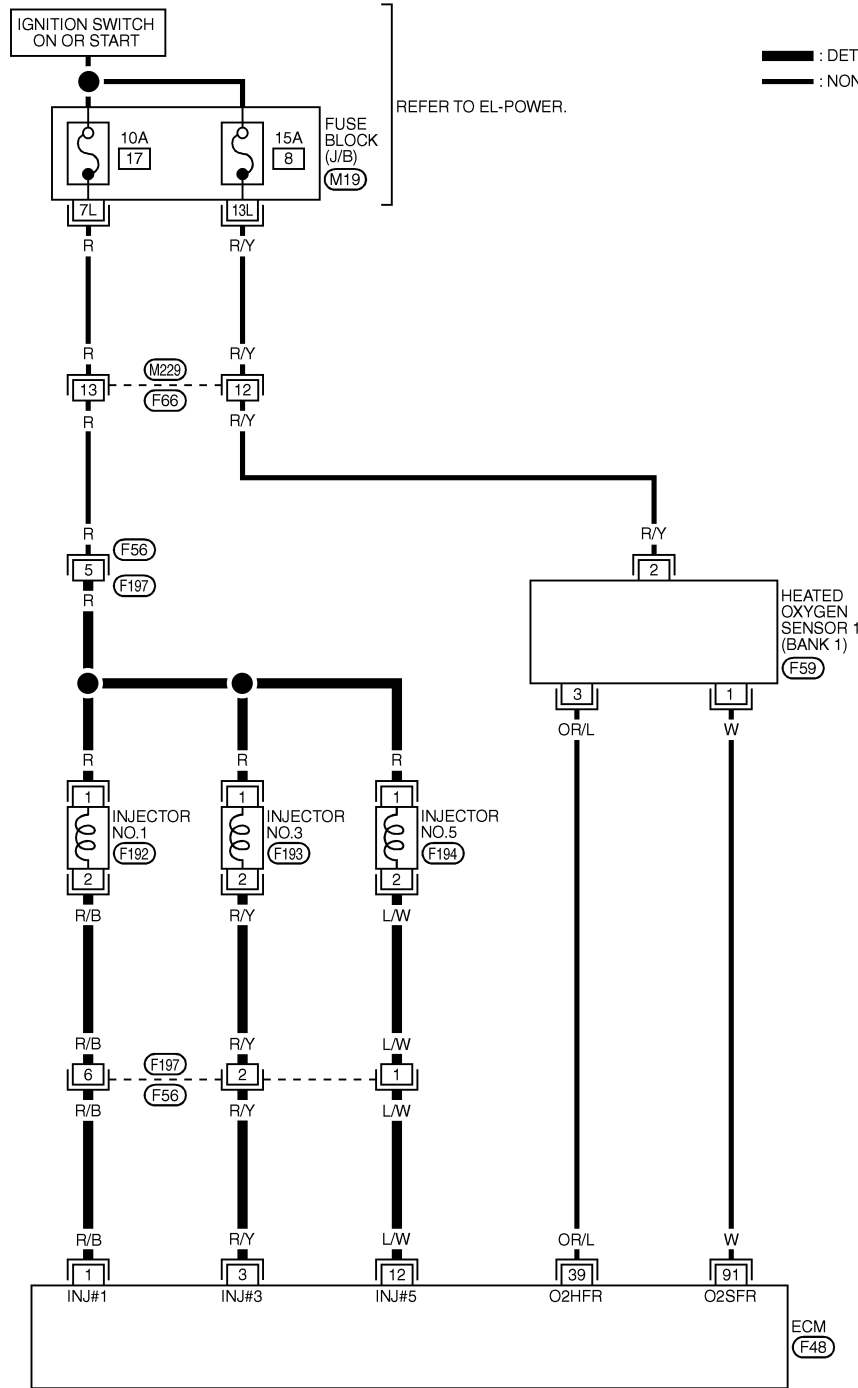 IGNITION SWITCH
ON OR START
: DET
: NON
REFER TO EL-POWER.
10A
17
15A
8
FUSE
BLOCK
(J/B)
M19
7L
13L
R
R/Y
R
R/Y
13
M229
F66
12
R
R/Y
R
F56
5
F197
R
R/Y
2
HEATED
OXYGEN
SENSOR 1
(BANK 1)
F59
3
1
OR/L
W
R
R
R
1
1
1
INJECTOR
NO.1
F192
INJECTOR
NO.3
F193
INJECTOR
NO.5
F194
2
2
2
R/B
R/Y
L/W
R/B
R/Y
L/W
6
F197
F56
2
1
R/B
R/Y
L/W
R/B
R/Y
L/W
OR/L
W
1
3
12
39
91
INJ#1
INJ#3
INJ#5
O2HFR
O2SFR
ECM
F48